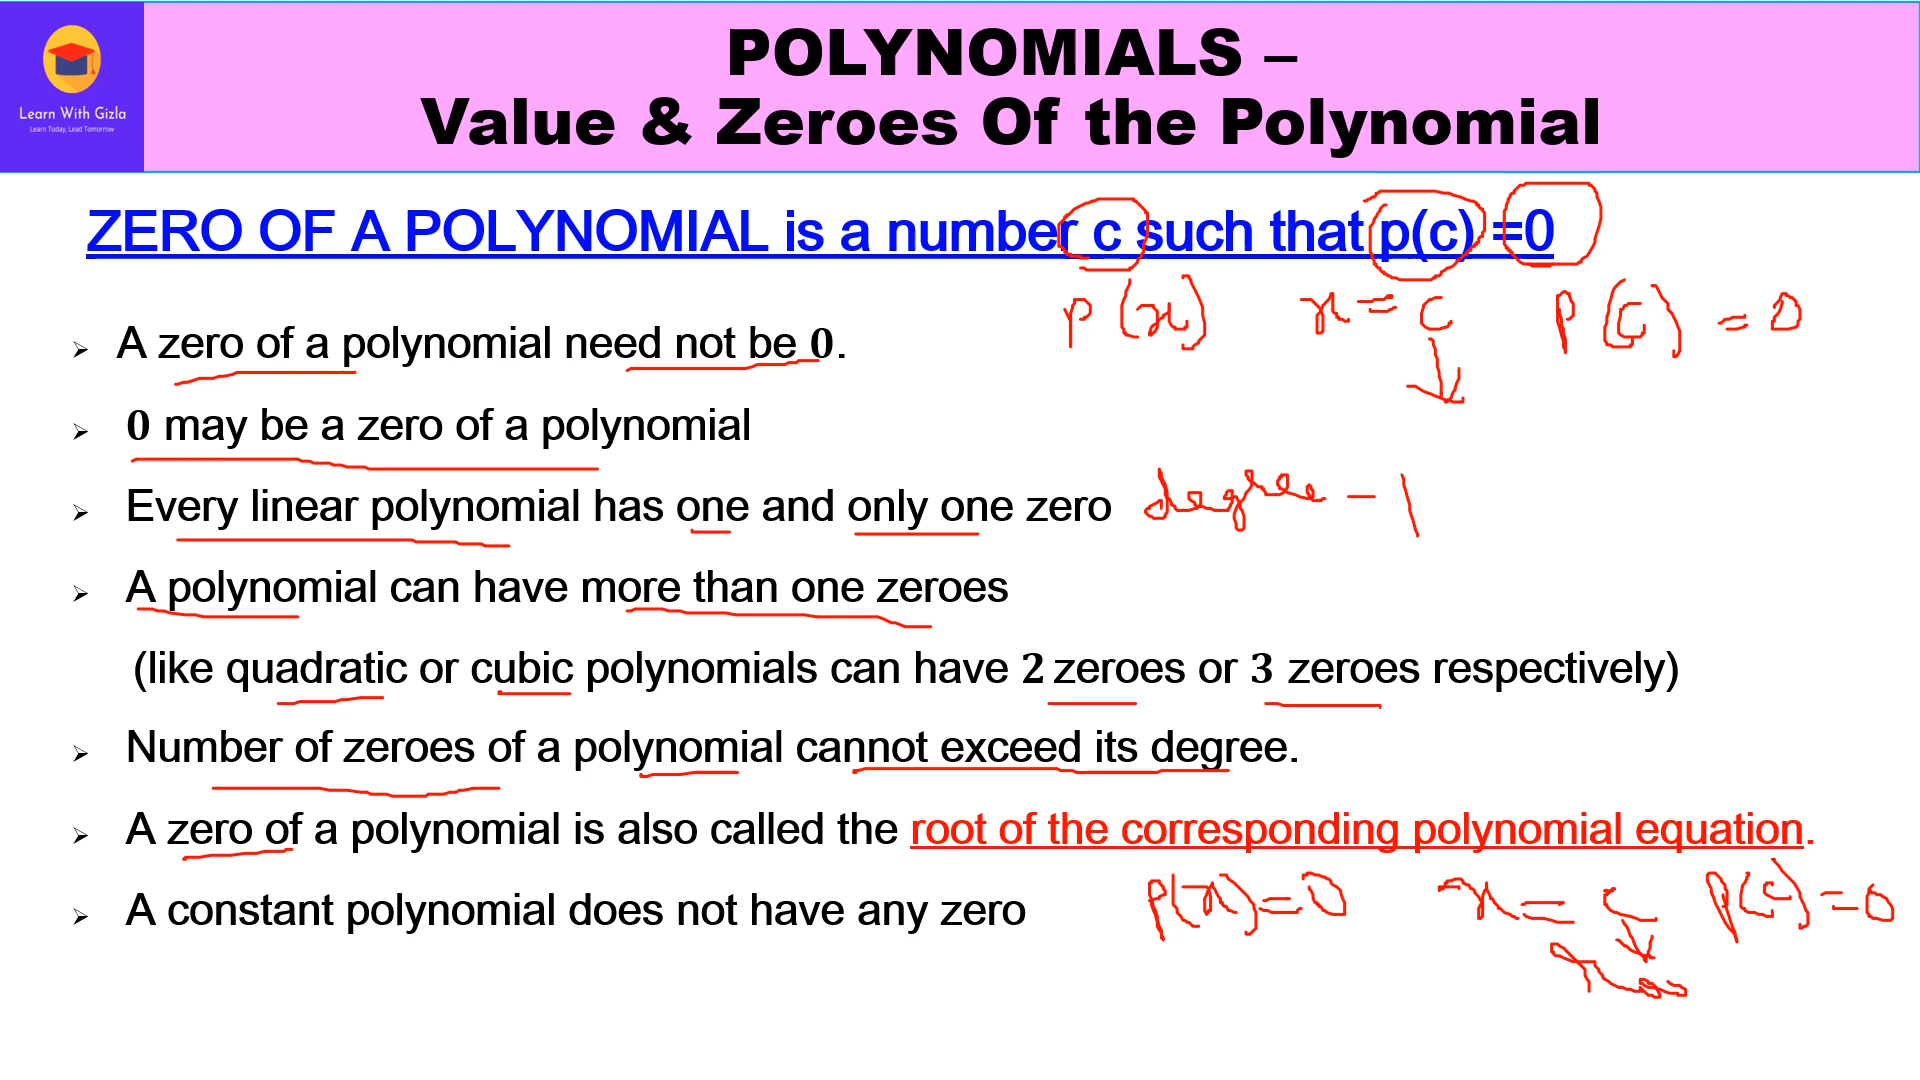 POLYNOMIALS –
Value & Zeroes Of the Polynomial
Learn With Gizla
Learn Today, Lead Tomorrow
ZERO OF A POLYNOMIAL is a number c such that p(c) =0
p(x) x = c p(c) = 0
➢ A zero of a polynomial need not be 0.
➢ 0 may be a zero of a polynomial
➢ Every linear polynomial has one and only one zero degree – 1
➢ A polynomial can have more than one zeroes
(like quadratic or cubic polynomials can have 2 zeroes or 3 zeroes respectively)
➢ Number of zeroes of a polynomial cannot exceed its degree.
➢ A zero of a polynomial is also called the root of the corresponding polynomial equation.
➢ A constant polynomial does not have any zero p(x)=0 x = c p(c)=0